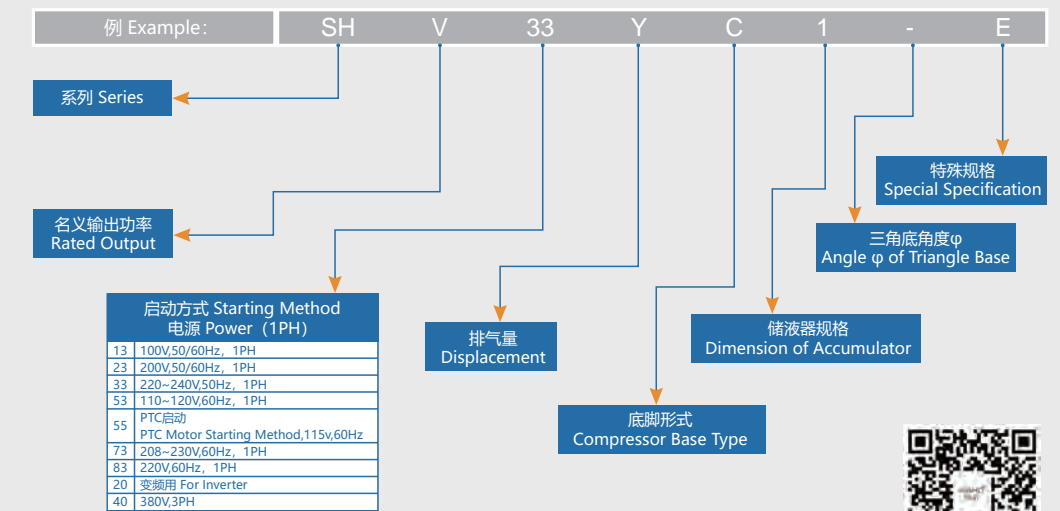 例 Example:
SH V 33 Y C 1 - E
系列 Series
特殊规格
Special Specification
名义输出功率
Rated Output
三角底角度φ
Angle φ of Triangle Base
启动方式 Starting Method
电源 Power（1PH）
13 100V,50/60Hz，1PH
23 200V,50/60Hz，1PH
33 220~240V,50Hz，1PH
53 110~120V,60Hz，1PH
55 PTC启动
PTC Motor Starting Method,115v,60Hz
73 208~230V,60Hz，1PH
83 220V,60Hz，1PH
20 变频用 For Inverter
40 380V,3PH
排气量
Displacement
储液器规格
Dimension of Accumulator
底脚形式
Compressor Base Type